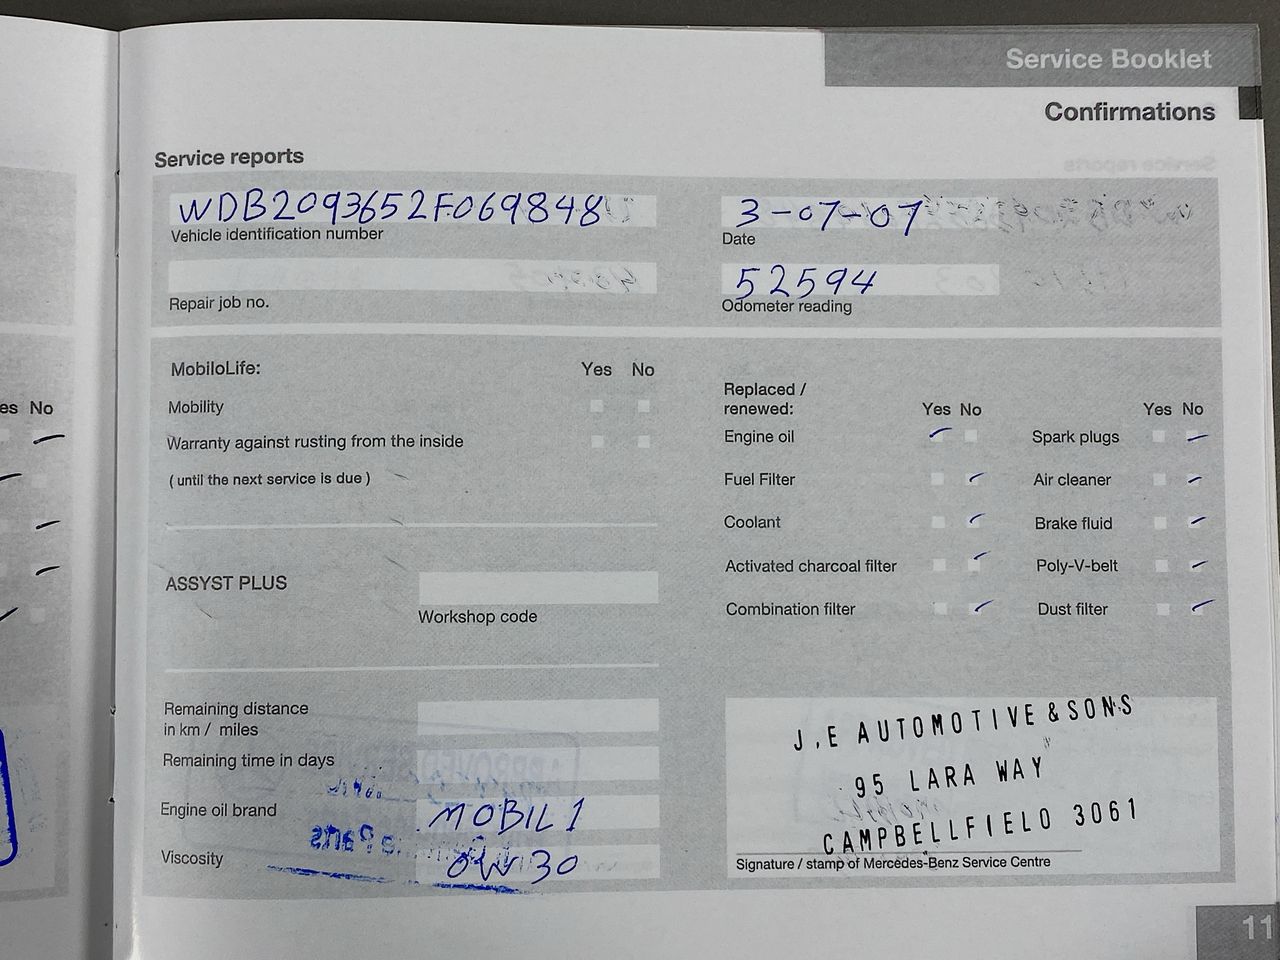 Service Booklet
Confirmations
Service reports
WDB2093652F069848
Vehicle identification number
3-07-07
Date
Repair job no.
52594
Odometer reading
MobiloLife:
Yes No
Mobility
Warranty against rusting from the inside
( until the next service is due )
ASSYST PLUS
Workshop code
Remaining distance
in km / miles
Remaining time in days
Engine oil brand
MOBIL 1
Viscosity
0W 30
Replaced /
renewed:
Yes No
Engine oil
Fuel Filter
Coolant
Activated charcoal filter
Combination filter
Yes No
Spark plugs
Air cleaner
Brake fluid
Poly-V-belt
Dust filter
J.E AUTOMOTIVE & SONS
95 LARA WAY
CAMPBELLFIELD 3061
Signature / stamp of Mercedes-Benz Service Centre
11
es No